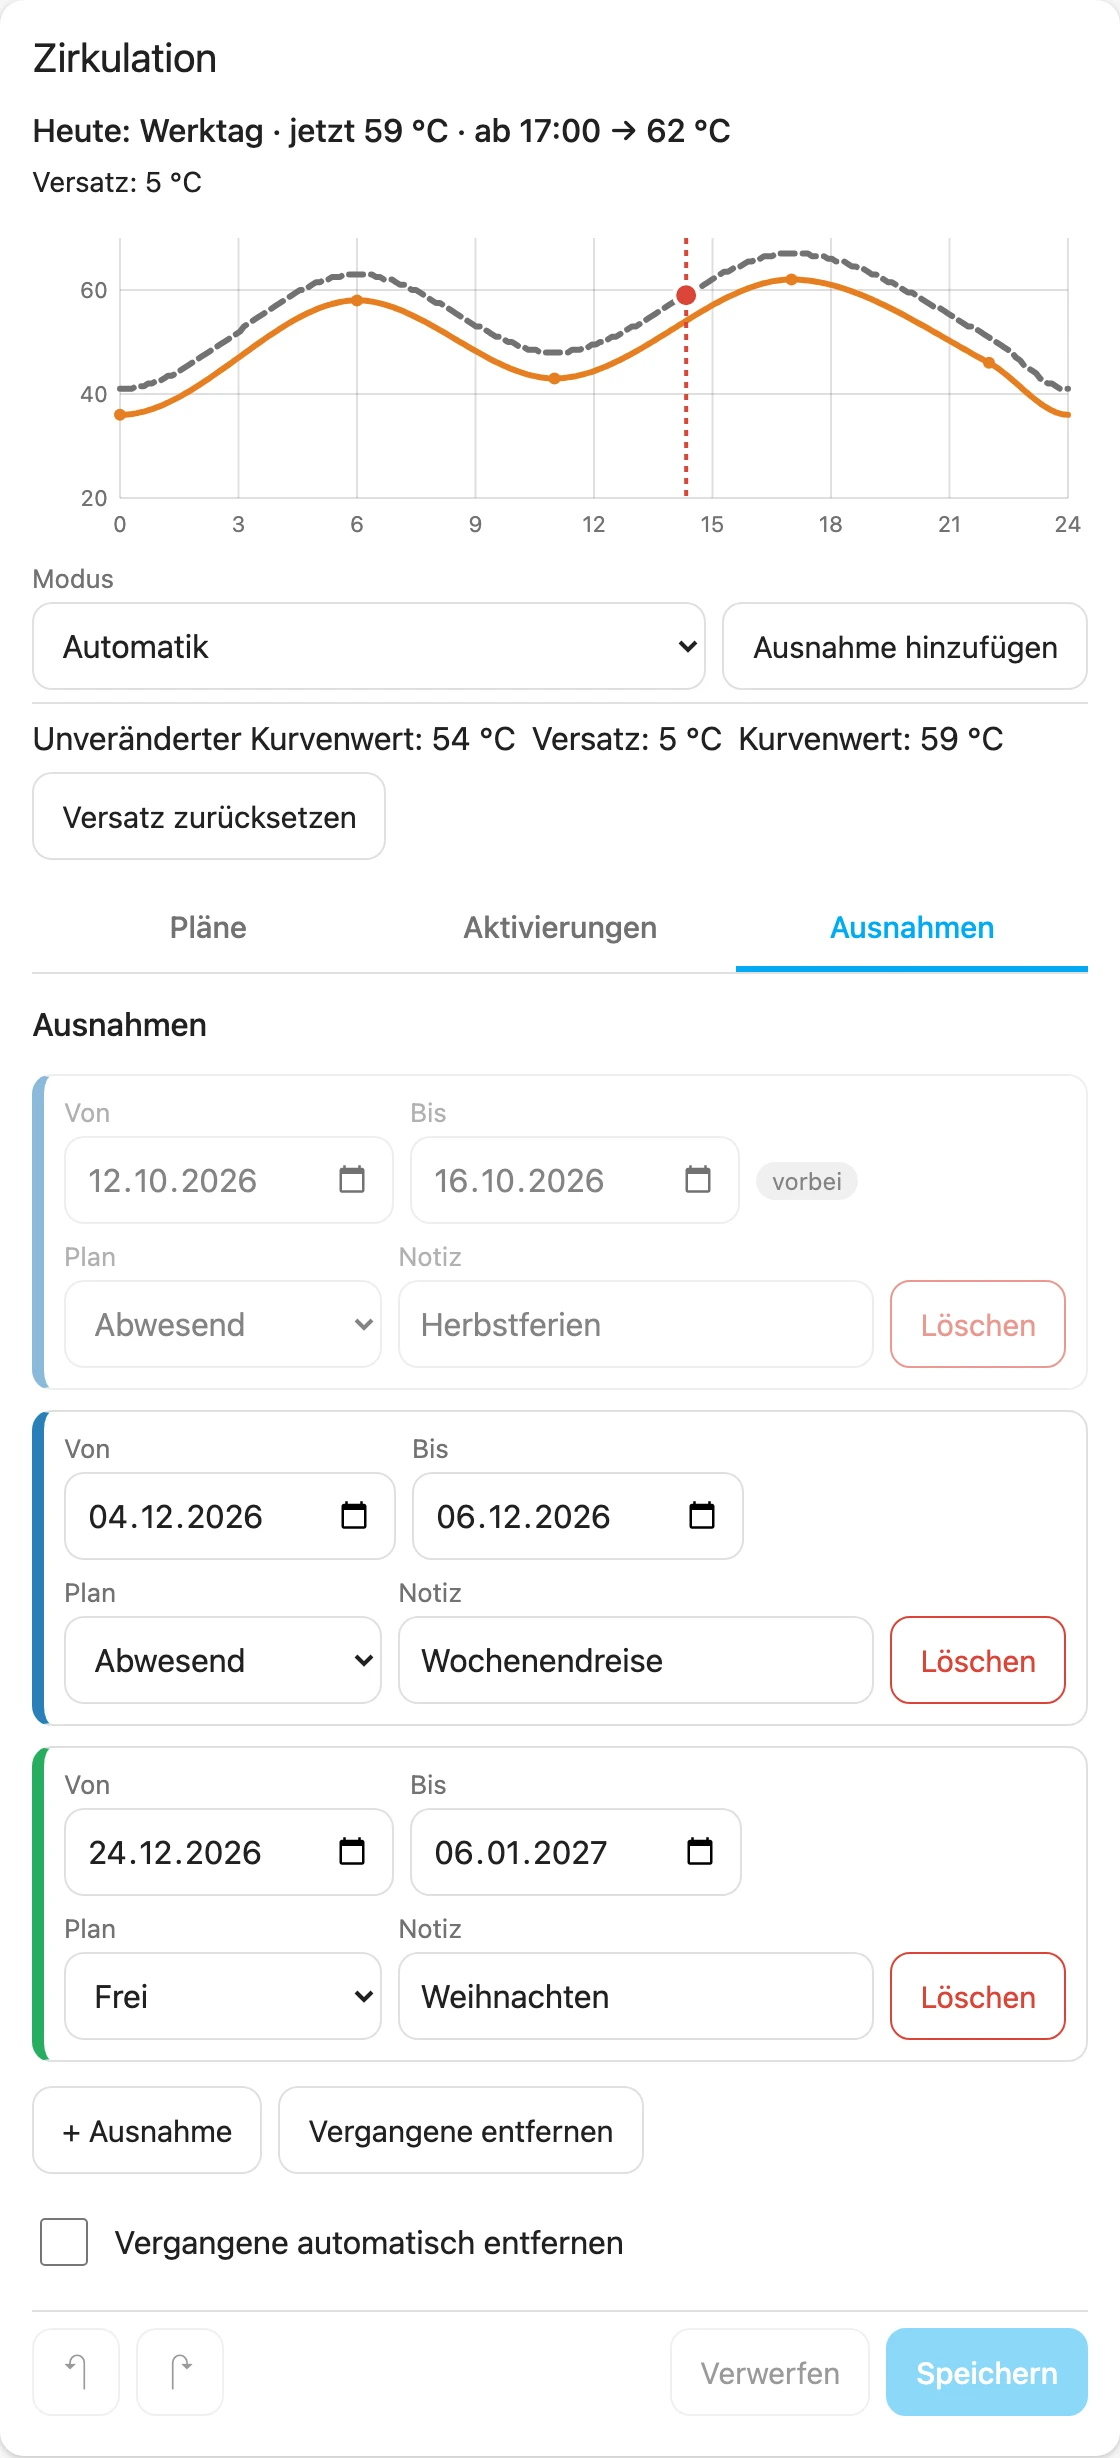 Zirkulation
Heute: Werktag · jetzt 59 °C · ab 17:00 → 62 °C
Versatz: 5 °C
60
40
20
0 3 6 9 12 15 18 21 24
Modus
Automatik Ausnahme hinzufügen
Unveränderter Kurvenwert: 54 °C Versatz: 5 °C Kurvenwert: 59 °C
Versatz zurücksetzen
Pläne Aktivierungen Ausnahmen
Ausnahmen
Von Bis
12.10.2026 16.10.2026 vorbei
Plan Notiz
Abwesend Herbstferien Löschen
Von Bis
04.12.2026 06.12.2026
Plan Notiz
Abwesend Wochenendreise Löschen
Von Bis
24.12.2026 06.01.2027
Plan Notiz
Frei Weihnachten Löschen
+ Ausnahme Vergangene entfernen
Vergangene automatisch entfernen
Verwerfen Speichern